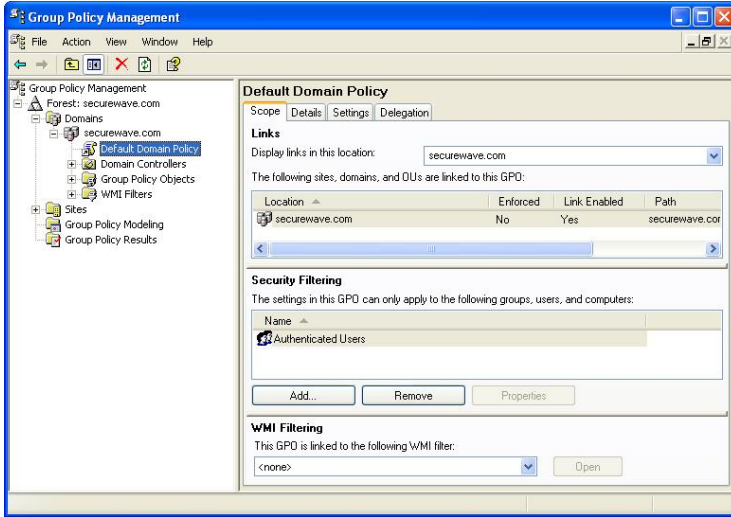 Group Policy Management
File Action View Window Help
Group Policy Management
Forest: securewave.com
Domains
securewave.com
Default Domain Policy
Domain Controllers
Group Policy Objects
WMI Filters
Sites
Group Policy Modeling
Group Policy Results
Default Domain Policy
Scope Details Settings Delegation
Links
Display links in this location: securewave.com
The following sites, domains, and OUs are linked to this GPO:
Location Enforced Link Enabled Path
securewave.com No Yes securewave.cor
Security Filtering
The settings in this GPO can only apply to the following groups, users, and computers:
Name
Authenticated Users
Add... Remove Properties
WMI Filtering
This GPO is linked to the following WMI filter:
<none> Open